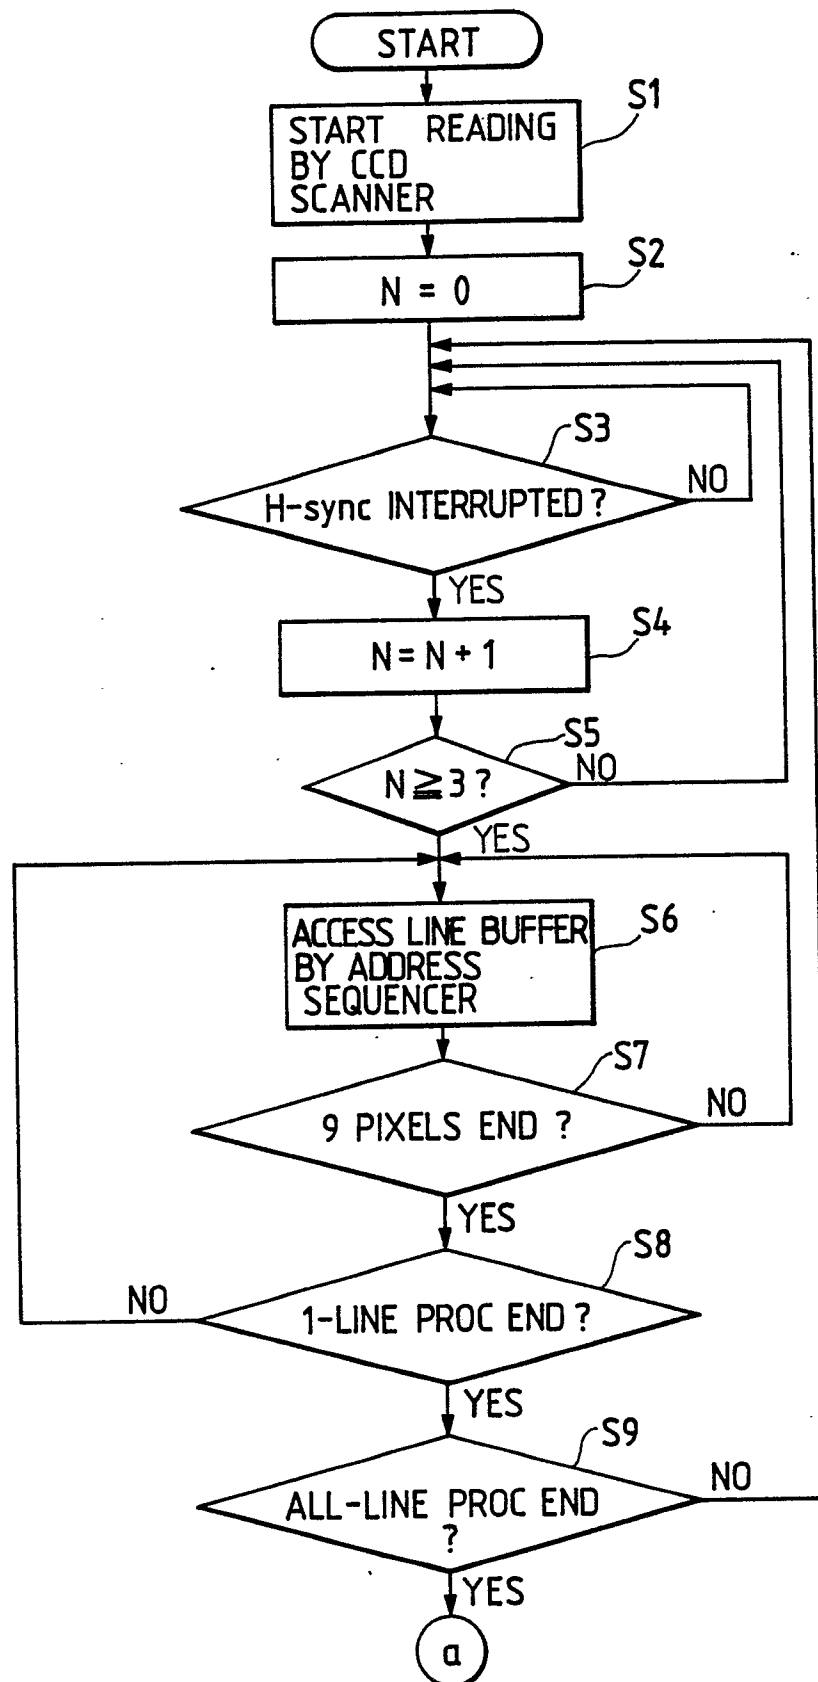 START
S1
START READING
BY CCD
SCANNER
S2
N = 0
S3
H-sync INTERRUPTED ?
NO
YES
S4
N = N + 1
S5
N ≧ 3 ?
NO
YES
S6
ACCESS LINE BUFFER
BY ADDRESS
SEQUENCER
S7
9 PIXELS END ?
NO
YES
S8
1-LINE PROC END ?
NO
YES
S9
ALL-LINE PROC END
?
NO
YES
a